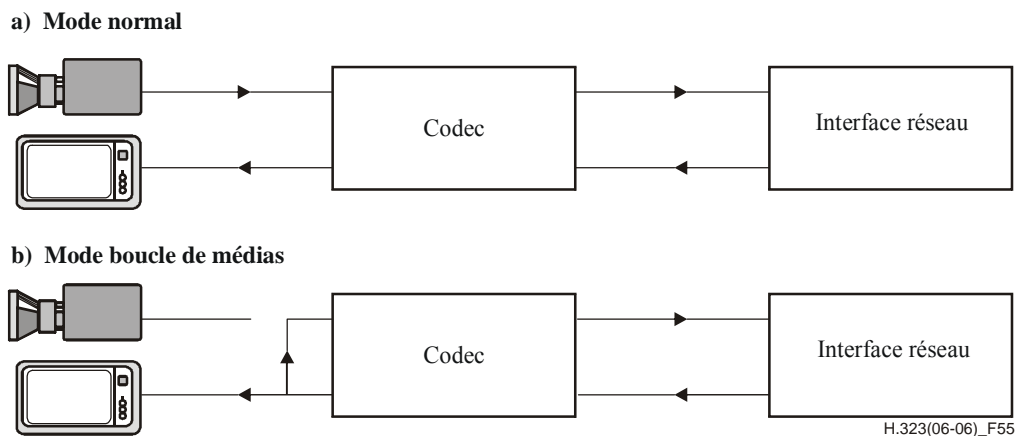 a) Mode normal
Codec
Interface réseau
b) Mode boucle de médias
Codec
Interface réseau
H.323(06-06)_F55